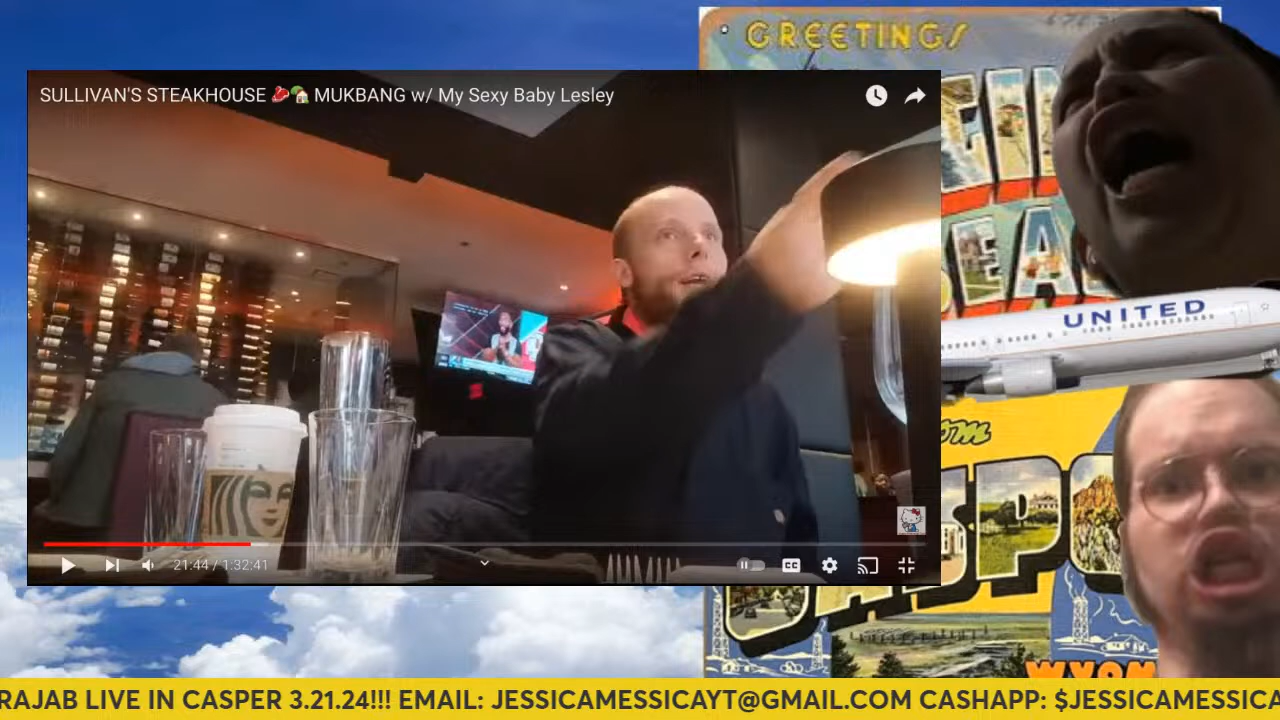 GREETINGS
SULLIVAN'S STEAKHOUSE 🥩🏡 MUKBANG w/ My Sexy Baby Lesley
UNITED
21:44 / 1:32:41
CC
RAJAB LIVE IN CASPER 3.21.24!!! EMAIL: JESSICAMESSICAYT@GMAIL.COM CASHAPP: $JESSICAMESSICA